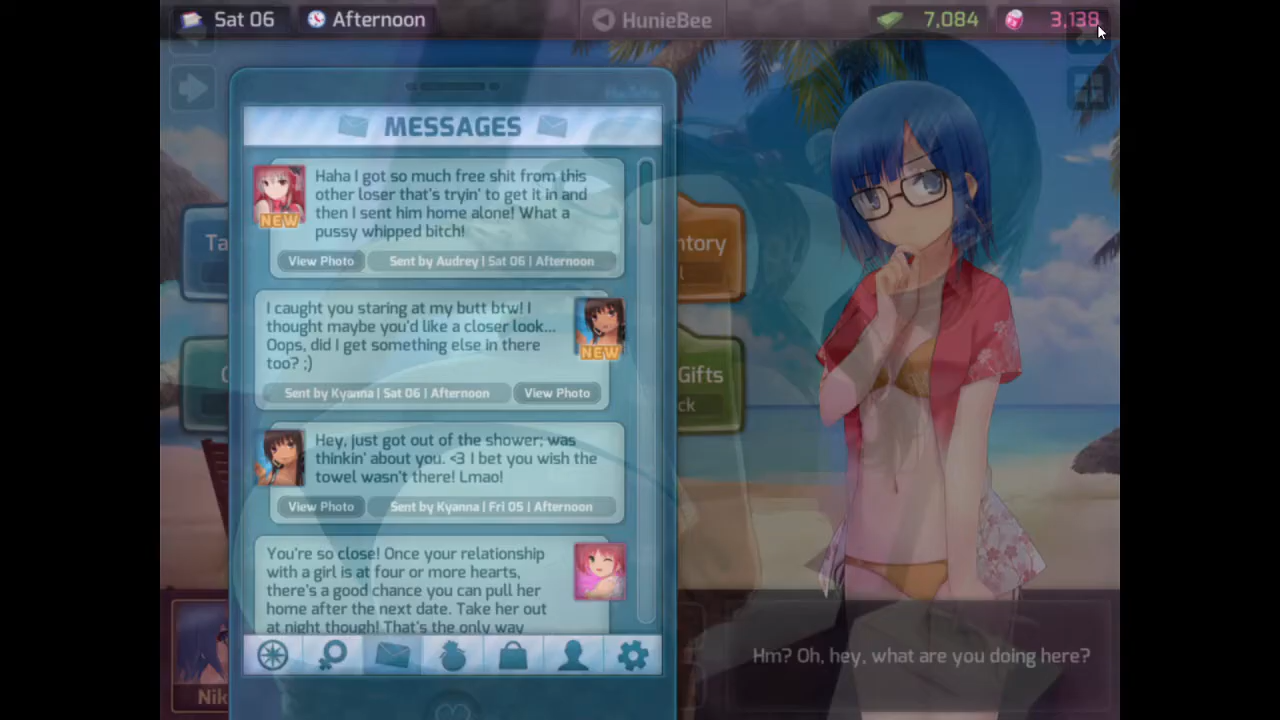 Sat 06
Afternoon
HunieBee
7,084
3,138
MESSAGES
Haha I got so much free shit from this
other loser that's tryin' to get it in and
then I sent him home alone! What a
pussy whipped bitch!
NEW
View Photo
Sent by Audrey | Sat 06 | Afternoon
I caught you staring at my butt btw! I
thought maybe you'd like a closer look...
Oops, did I get something else in there
too? ;)
NEW
Sent by Kyanna | Sat 06 | Afternoon
View Photo
Hey, just got out of the shower; was
thinkin' about you. <3 I bet you wish the
towel wasn't there! Lmao!
View Photo
Sent by Kyanna | Fri 05 | Afternoon
You're so close! Once your relationship
with a girl is at four or more hearts,
there's a good chance you can pull her
home after the next date. Take her out
at night though! That's the only way
Ta
ntory
l
Gifts
ck
Nik
Hm? Oh, hey, what are you doing here?